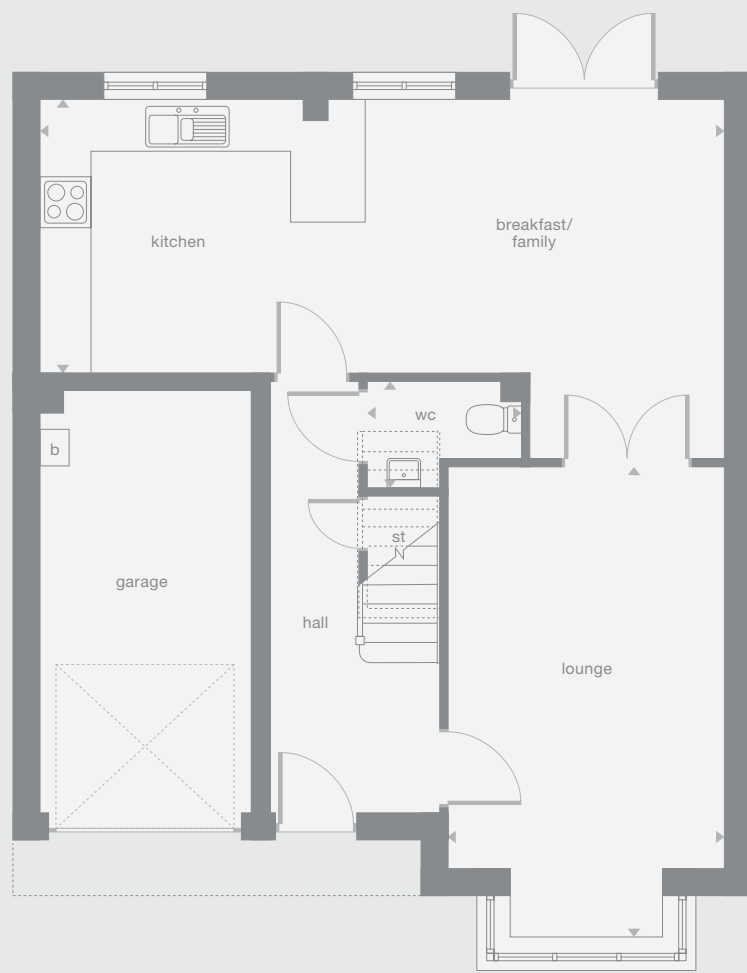 kitchen
breakfast/
family
wc
b
st
garage
hall
lounge